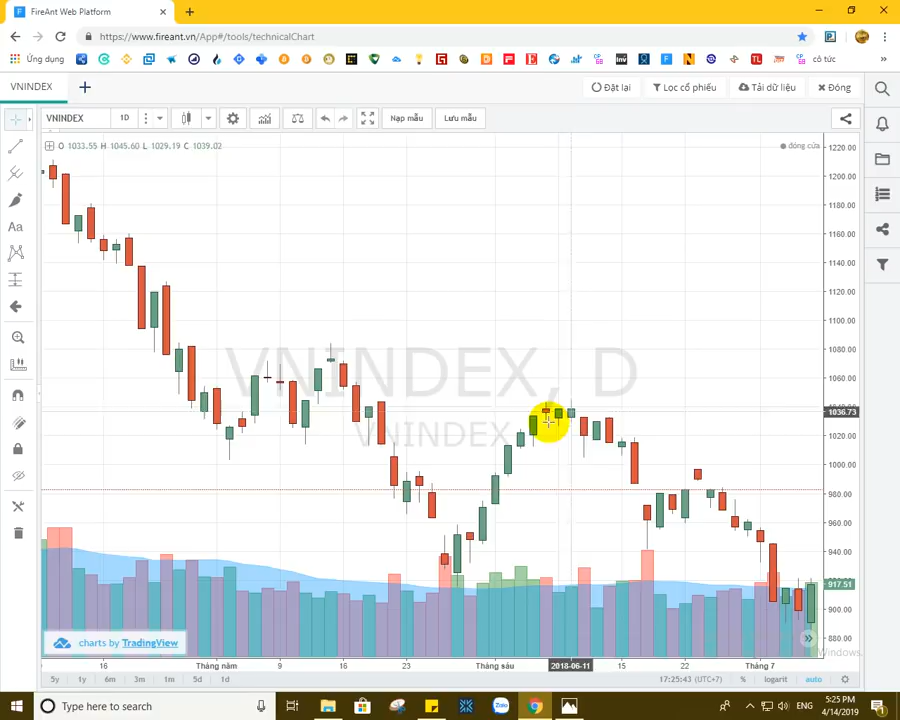 FireAnt Web Platform
https://www.fireant.vn/App#/tools/technicalChart
Ứng dụng
cổ tức
VNINDEX
Đặt lại
Lọc cổ phiếu
Tải dữ liệu
Đóng
VNINDEX
1D
Nạp mẫu
Lưu mẫu
O 1033.55 H 1045.60 L 1029.19 C 1039.02
đóng cửa
1220.00
1200.00
1180.00
1160.00
1140.00
1120.00
1100.00
1080.00
1060.00
1036.73
1020.00
1000.00
980.00
960.00
940.00
917.51
900.00
880.00
VNINDEX, D
VNINDEX
charts by TradingView
Windows.
16
Tháng năm
9
16
23
Tháng sáu
2018-06-11
15
22
Tháng 7
5y
1y
6m
3m
1m
5d
1d
17:25:43 (UTC+7)
%
logarit
auto
Type here to search
Zalo
ENG
5:25 PM
4/14/2019